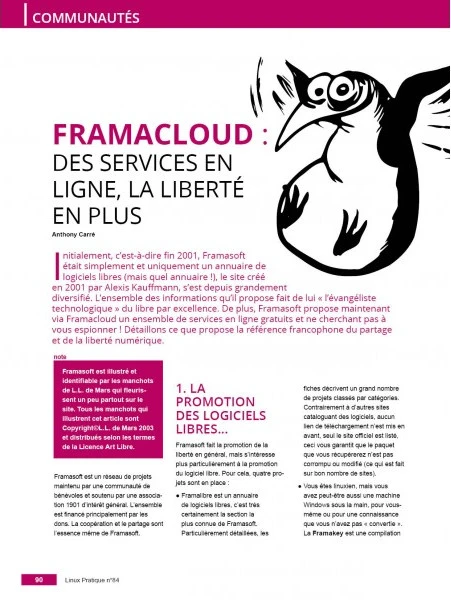 COMMUNAUTÉS
FRAMACLOUD :
DES SERVICES EN
LIGNE, LA LIBERTÉ
EN PLUS
Anthony Carré
Initialement, c'est-à-dire fin 2001, Framasoft
était simplement et uniquement un annuaire de
logiciels libres (mais quel annuaire !), le site créé
en 2001 par Alexis Kauffmann, s'est depuis grandement
diversifié. L'ensemble des informations qu'il propose fait de lui « l'évangéliste
technologique » du libre par excellence. De plus, Framasoft propose maintenant
via Framacloud un ensemble de services en ligne gratuits et ne cherchant pas à
vous espionner ! Détaillons ce que propose la référence francophone du partage
et de la liberté numérique.
note
Framasoft est illustré et
identifiable par les manchots
de L.L. de Mars qui fleuris-
sent un peu partout sur le
site. Tous les manchots qui
illustrent cet article sont
Copyright©L.L. de Mars 2003
et distribués selon les termes
de la Licence Art Libre.
Framasoft est un réseau de projets
maintenu par une communauté de
bénévoles et soutenu par une associa-
tion 1901 d'intérêt général. L'ensemble
est financé principalement par les
dons. La coopération et le partage sont
l'essence même de Framasoft.
1. LA
PROMOTION
DES LOGICIELS
LIBRES...
Framasoft fait la promotion de la
liberté en général, mais s'intéresse
plus particulièrement à la promotion
du logiciel libre. Pour cela, quatre pro-
jets sont en place :
● Framalibre est un annuaire
de logiciels libres, c'est très
certainement la section la
plus connue de Framasoft.
Particulièrement détaillées, les
fiches décrivent un grand nombre
de projets classés par catégories.
Contrairement à d'autres sites
cataloguant des logiciels, aucun
lien de téléchargement n'est mis en
avant, seul le site officiel est listé,
ceci vous garantit que le paquet
que vous récupérerez n'est pas
corrompu ou modifié (ce qui est fait
sur bon nombre de sites).
● Vous êtes linuxien, mais vous
avez peut-être aussi une machine
Windows sous la main, pour vous-
même ou pour une connaissance
que vous n'avez pas « convertie ».
La Framakey est une compilation
90
Linux Pratique n°84